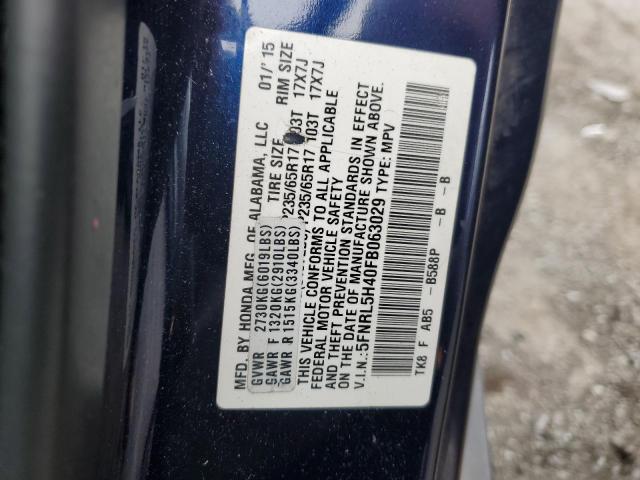 MFD. BY HONDA MFG. OF ALABAMA, LLC 01/'15
GVWR 2730KG(6019LBS) TIRE SIZE RIM SIZE
GAWR F 1320KG(2910LBS) P235/65R17 103T 17X7J
GAWR R 1515KG(3340LBS) P235/65R17 103T 17X7J
THIS VEHICLE CONFORMS TO ALL APPLICABLE
FEDERAL MOTOR VEHICLE SAFETY
AND THEFT PREVENTION STANDARDS IN EFFECT
ON THE DATE OF MANUFACTURE SHOWN ABOVE.
V.I.N.:5FNRL5H40FB063029 TYPE: MPV
TK8 F AB5 - B588P - B - B